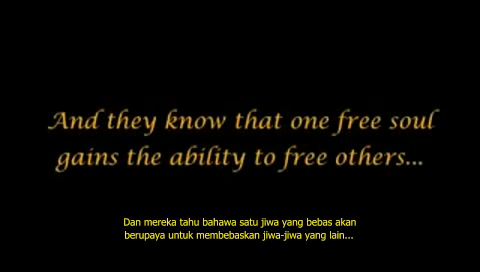 And they know that one free soul
gains the ability to free others...
Dan mereka tahu bahawa satu jiwa yang bebas akan
berupaya untuk membebaskan jiwa-jiwa yang lain...